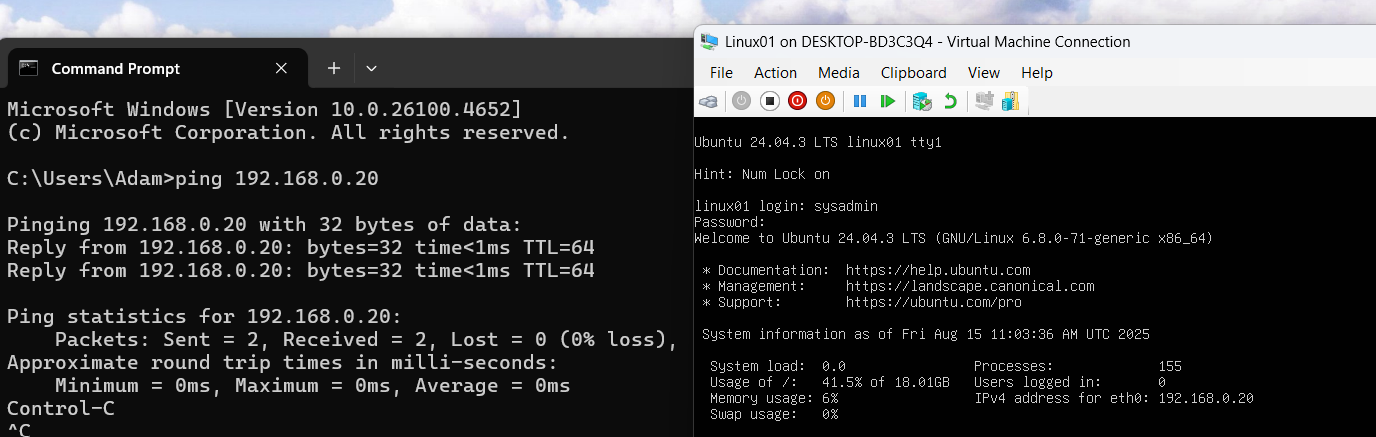 Command Prompt
Microsoft Windows [Version 10.0.26100.4652]
(c) Microsoft Corporation. All rights reserved.
C:\Users\Adam>ping 192.168.0.20
Pinging 192.168.0.20 with 32 bytes of data:
Reply from 192.168.0.20: bytes=32 time<1ms TTL=64
Reply from 192.168.0.20: bytes=32 time<1ms TTL=64
Ping statistics for 192.168.0.20:
    Packets: Sent = 2, Received = 2, Lost = 0 (0% loss),
Approximate round trip times in milli-seconds:
    Minimum = 0ms, Maximum = 0ms, Average = 0ms
Control-C
^C
Linux01 on DESKTOP-BD3C3Q4 - Virtual Machine Connection
File Action Media Clipboard View Help
Ubuntu 24.04.3 LTS linux01 tty1
Hint: Num Lock on
linux01 login: sysadmin
Password:
Welcome to Ubuntu 24.04.3 LTS (GNU/Linux 6.8.0-71-generic x86_64)
 * Documentation:  https://help.ubuntu.com
 * Management:     https://landscape.canonical.com
 * Support:        https://ubuntu.com/pro
 System information as of Fri Aug 15 11:03:36 AM UTC 2025
  System load:  0.0                Processes:              155
  Usage of /:   41.5% of 18.01GB   Users logged in:        0
  Memory usage: 6%                 IPv4 address for eth0: 192.168.0.20
  Swap usage:   0%